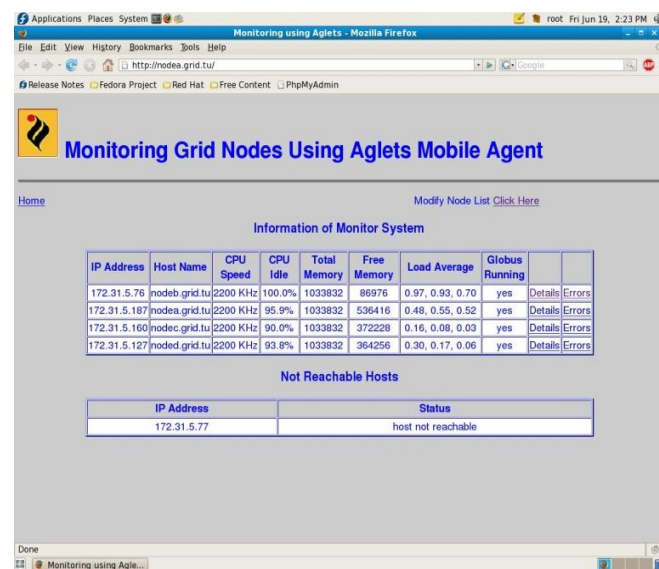 Applications Places System root Fri Jun 19, 2:23 PM
Monitoring using Aglets - Mozilla Firefox
File Edit View History Bookmarks Tools Help
http://nodea.grid.tu/ Google
Release Notes Fedora Project Red Hat Free Content PhpMyAdmin
Monitoring Grid Nodes Using Aglets Mobile Agent
Home Modify Node List Click Here
Information of Monitor System
IP Address Host Name CPU Speed CPU Idle Total Memory Free Memory Load Average Globus Running
172.31.5.76 nodeb.grid.tu 2200 KHz 100.0% 1033832 86976 0.97, 0.93, 0.70 yes Details Errors
172.31.5.187 nodea.grid.tu 2200 KHz 95.9% 1033832 536416 0.48, 0.55, 0.52 yes Details Errors
172.31.5.160 nodec.grid.tu 2200 KHz 90.0% 1033832 372228 0.16, 0.08, 0.03 yes Details Errors
172.31.5.127 noded.grid.tu 2200 KHz 93.8% 1033832 364256 0.30, 0.17, 0.06 yes Details Errors
Not Reachable Hosts
IP Address Status
172.31.5.77 host not reachable
Done
Monitoring using Agle...